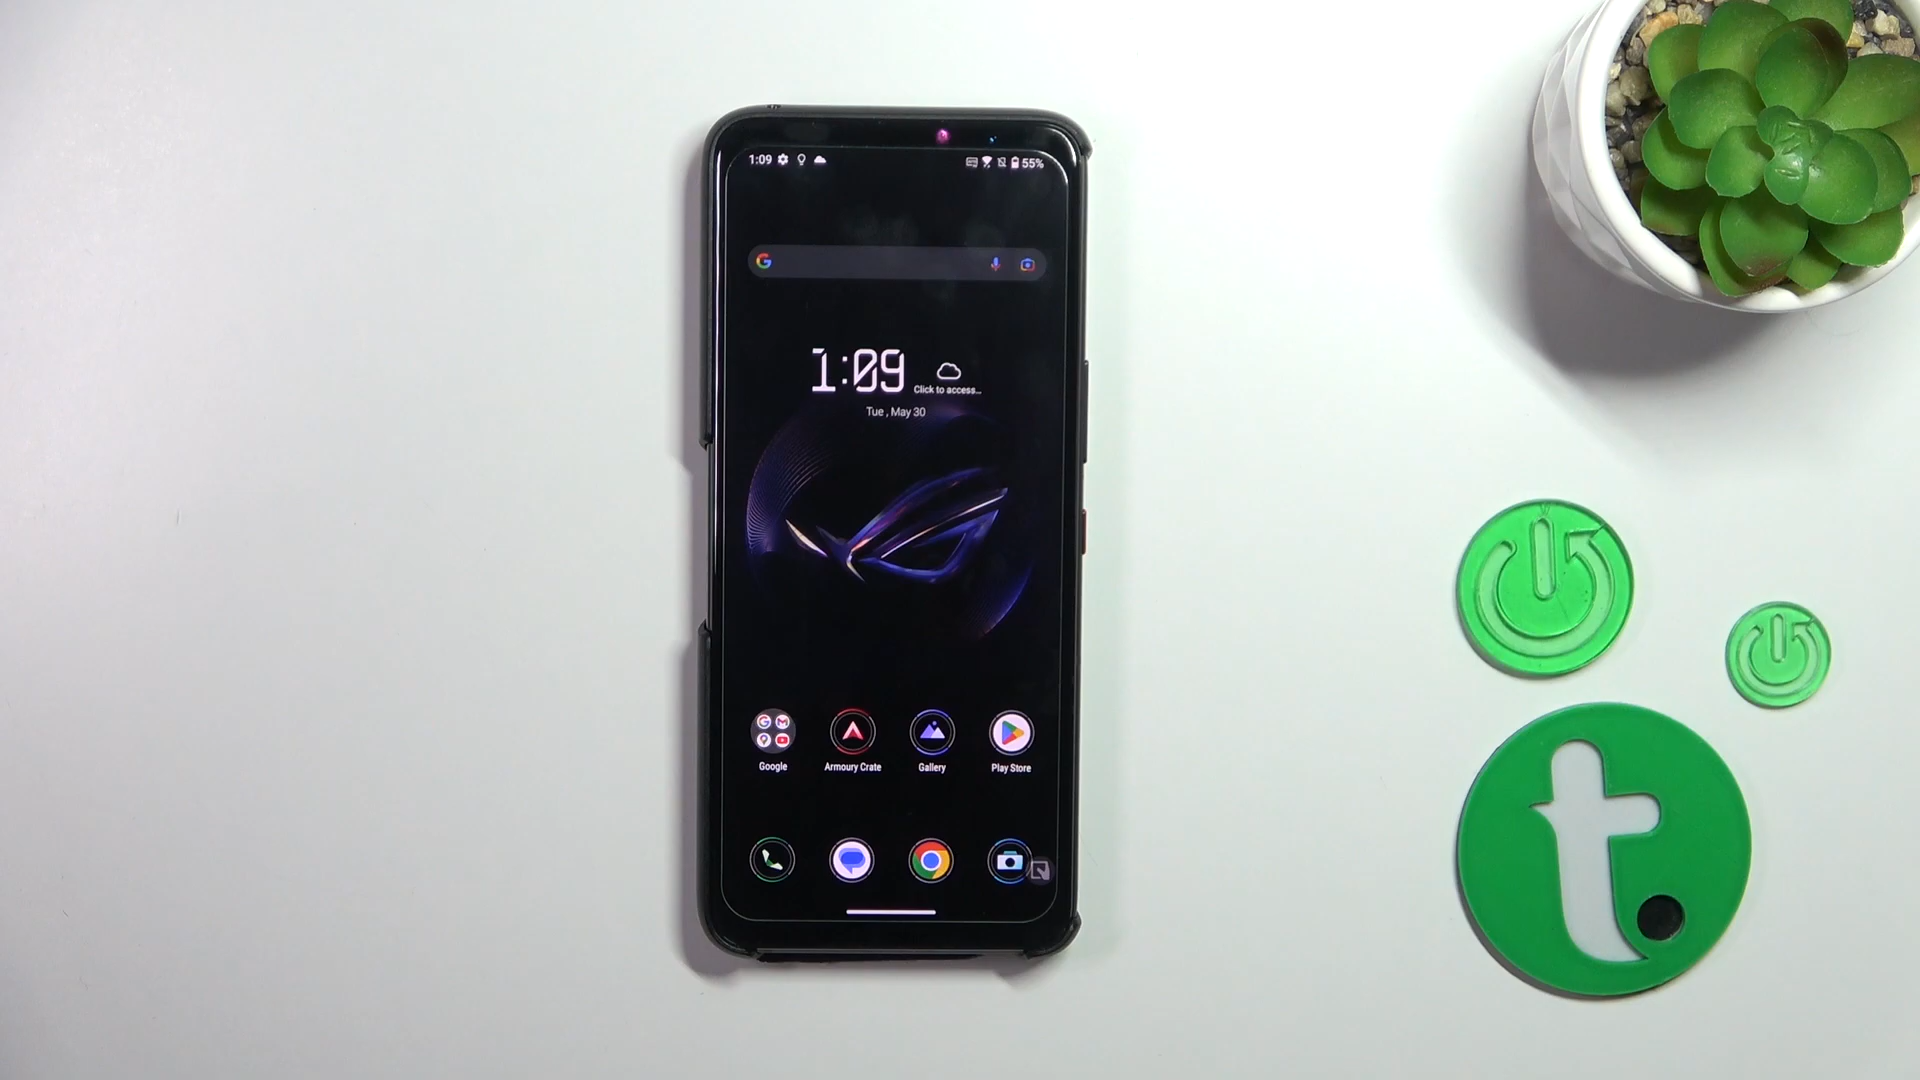 1:09
55%
1:09
Click to access...
Tue , May 30
Google
Armoury Crate
Gallery
Play Store
t.